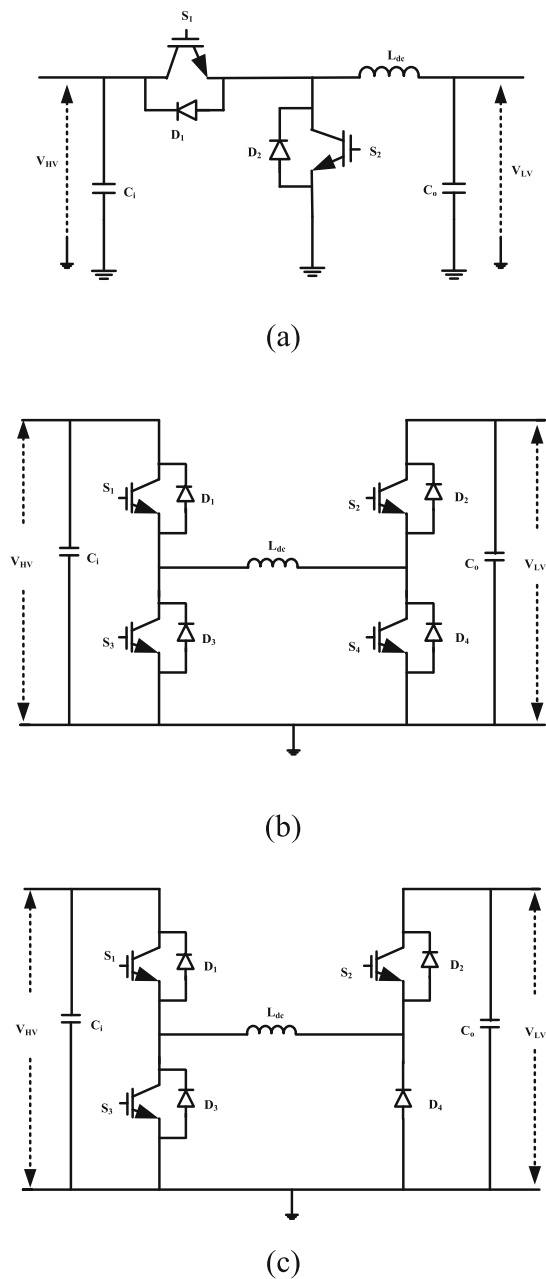 S1
Ldc
D1
VHV
Ci
D2
S2
Co
VLV
(a)
S1
D1
S2
D2
VHV
Ci
Ldc
Co
VLV
S3
D3
S4
D4
(b)
S1
D1
S2
D2
VHV
Ci
Ldc
Co
VLV
S3
D3
D4
(c)